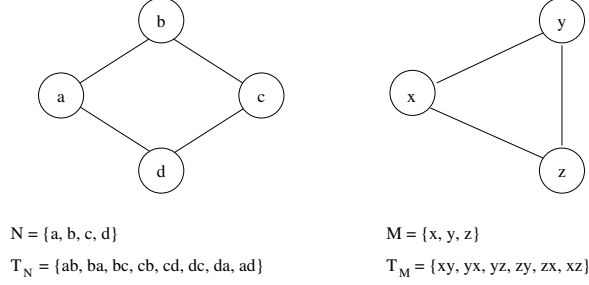 b
a
c
d
y
x
z
N = {a, b, c, d}
T_N = {ab, ba, bc, cb, cd, dc, da, ad}
M = {x, y, z}
T_M = {xy, yx, yz, zy, zx, xz}